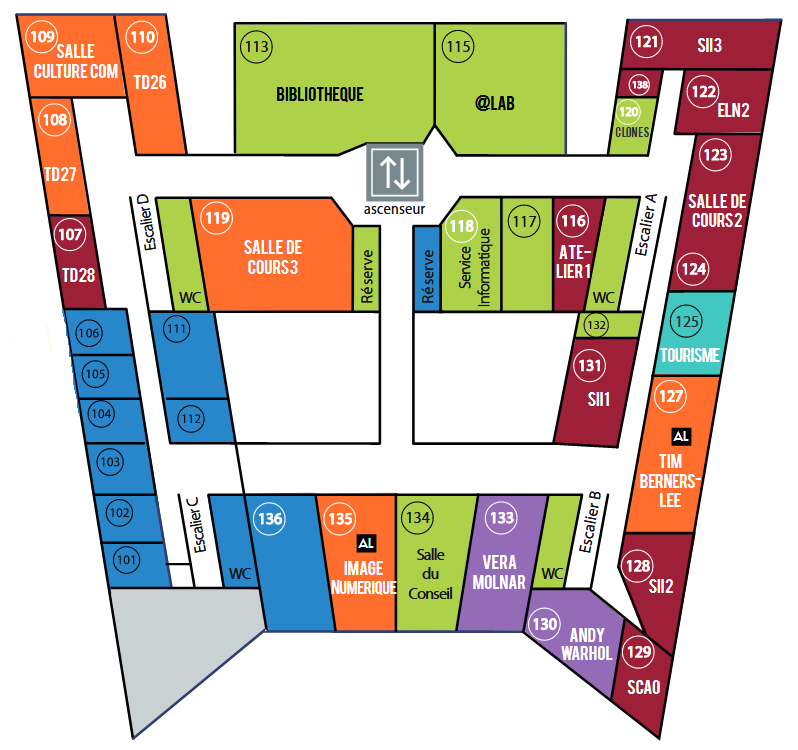 109
SALLE
CULTURE COM
110
TD26
113
BIBLIOTHEQUE
115
@LAB
121
SII3
138
120
CLONES
122
ELN2
108
TD27
123
SALLE DE
COURS 2
124
ascenseur
Escalier D
WC
119
SALLE DE
COURS 3
Réserve
Réserve
118
Service
Informatique
117
116
ATE-
LIER 1
WC
Escalier A
107
TD28
106
105
104
103
102
101
111
112
132
131
SII1
125
TOURISME
127
AL
TIM
BERNERS-
LEE
Escalier C
WC
136
135
AL
IMAGE
NUMERIQUE
134
Salle
du
Conseil
133
VERA
MOLNAR
WC
Escalier B
128
SII2
130
ANDY
WARHOL
129
SCAO